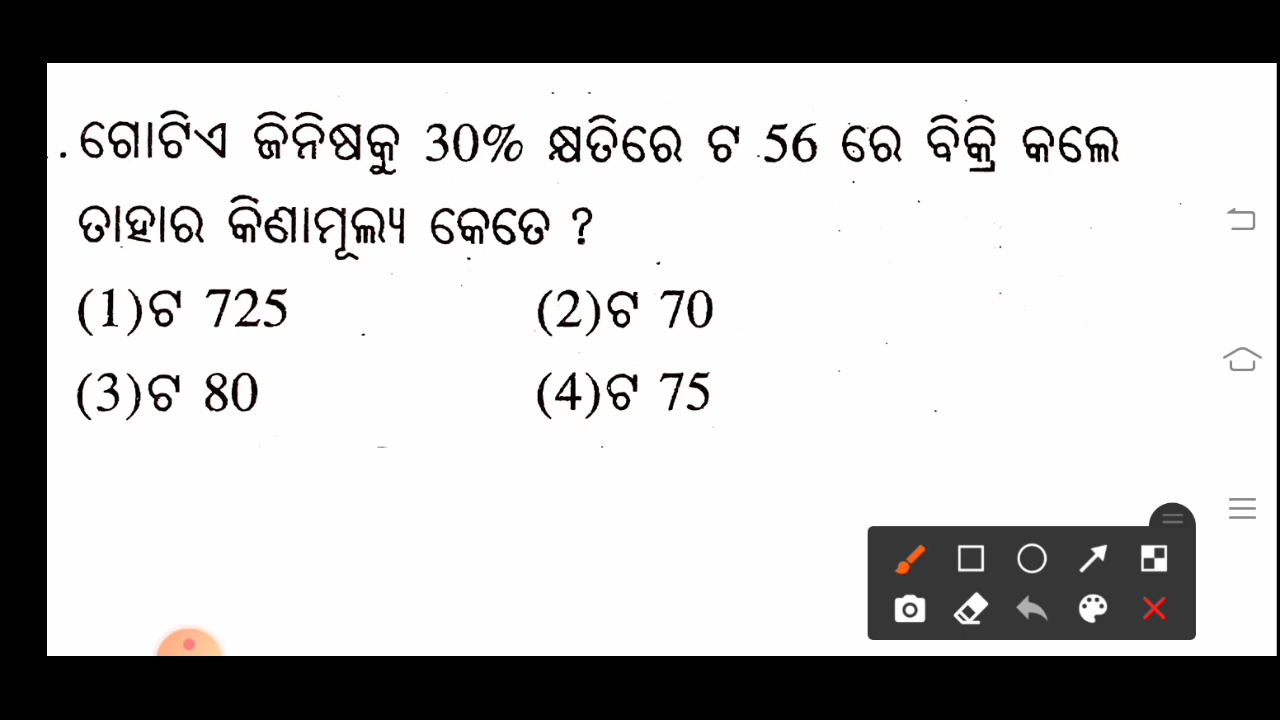 . ଗୋଟିଏ ଜିନିଷକୁ 30% କ୍ଷତିରେ ଟ 56 ରେ ବିକ୍ରି କଲେ
ତାହାର କିଣାମୂଲ୍ୟ କେତେ ?
(1) ଟ 725 (2) ଟ 70
(3) ଟ 80 (4) ଟ 75